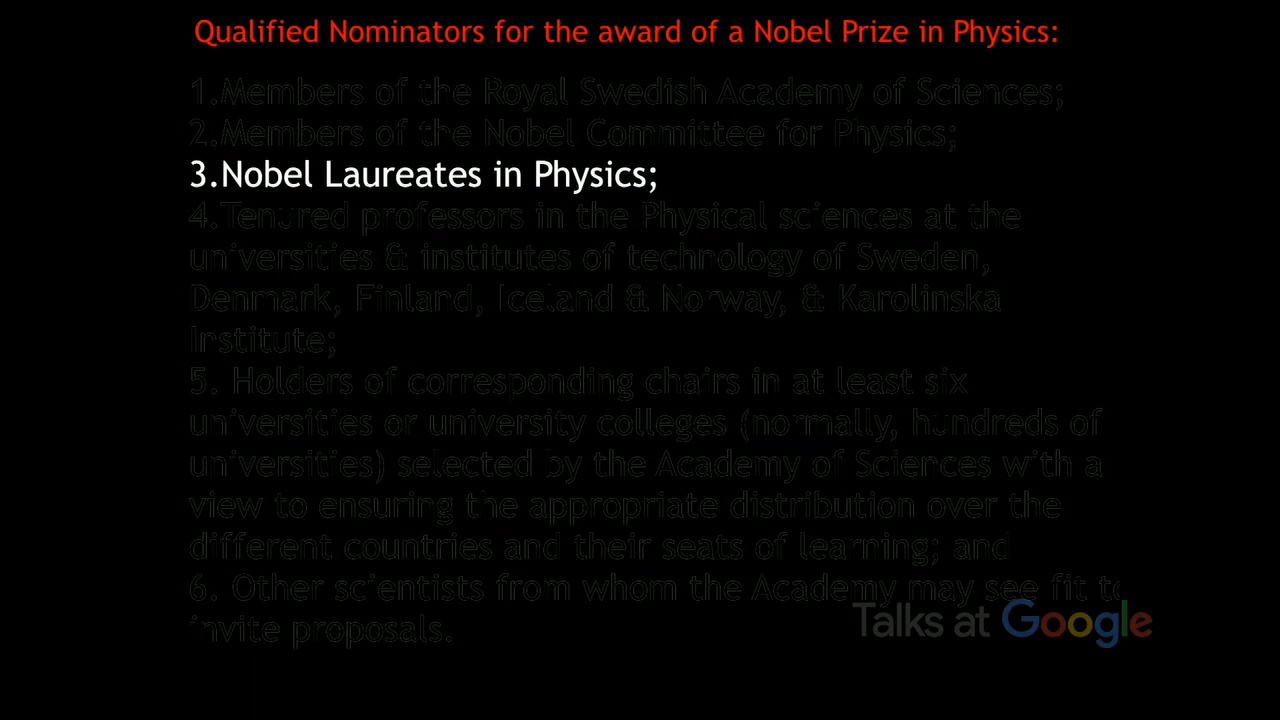 Qualified Nominators for the award of a Nobel Prize in Physics:
1.Members of the Royal Swedish Academy of Sciences;
2.Members of the Nobel Committee for Physics;
3.Nobel Laureates in Physics;
4.Tenured professors in the Physical sciences at the
universities & institutes of technology of Sweden,
Denmark, Finland, Iceland & Norway, & Karolinska
Institute;
5. Holders of corresponding chairs in at least six
universities or university colleges (normally, hundreds of
universities) selected by the Academy of Sciences with a
view to ensuring the appropriate distribution over the
different countries and their seats of learning; and
6. Other scientists from whom the Academy may see fit to
invite proposals.
Talks at Google